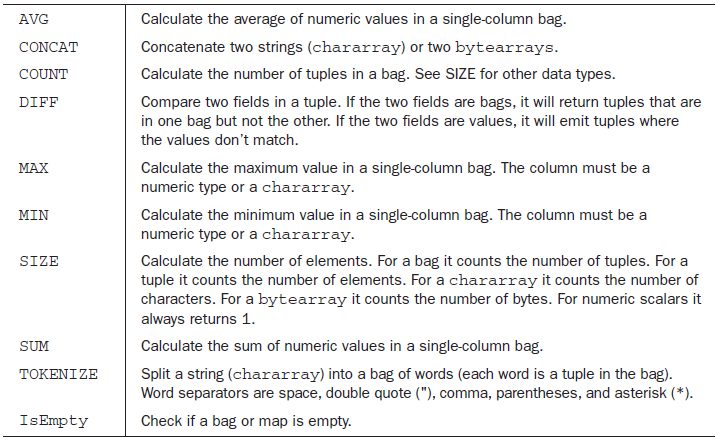 AVG Calculate the average of numeric values in a single-column bag.
CONCAT Concatenate two strings (chararray) or two bytearrays.
COUNT Calculate the number of tuples in a bag. See SIZE for other data types.
DIFF Compare two fields in a tuple. If the two fields are bags, it will return tuples that are
in one bag but not the other. If the two fields are values, it will emit tuples where
the values don't match.
MAX Calculate the maximum value in a single-column bag. The column must be a
numeric type or a chararray.
MIN Calculate the minimum value in a single-column bag. The column must be a
numeric type or a chararray.
SIZE Calculate the number of elements. For a bag it counts the number of tuples. For a
tuple it counts the number of elements. For a chararray it counts the number of
characters. For a bytearray it counts the number of bytes. For numeric scalars it
always returns 1.
SUM Calculate the sum of numeric values in a single-column bag.
TOKENIZE Split a string (chararray) into a bag of words (each word is a tuple in the bag).
Word separators are space, double quote ("), comma, parentheses, and asterisk (*).
IsEmpty Check if a bag or map is empty.